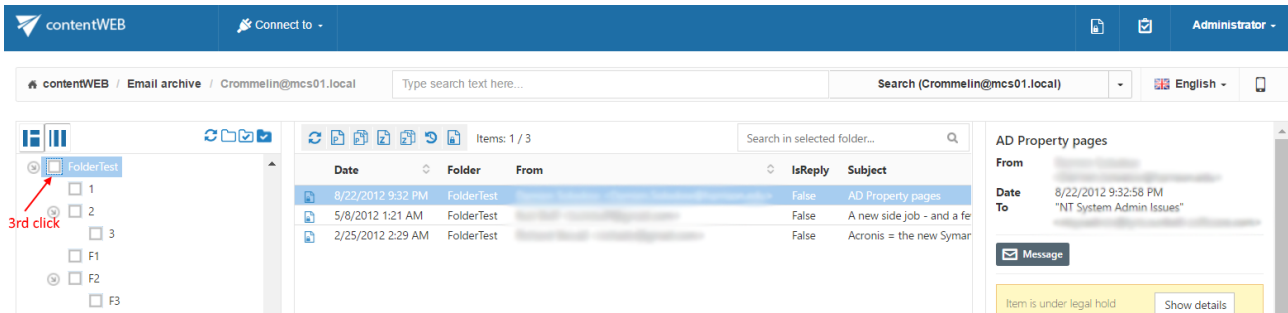 contentWEB Connect to Administrator
contentWEB / Email archive / Crommelin@mcs01.local Type search text here... Search (Crommelin@mcs01.local) English
Items: 1 / 3 Search in selected folder... AD Property pages
FolderTest Date Folder From IsReply Subject From
1 8/22/2012 9:32 PM FolderTest False AD Property pages Date 8/22/2012 9:32:58 PM
2 5/8/2012 1:21 AM FolderTest False A new side job - and a fe To "NT System Admin Issues"
3rd click
3 2/25/2012 2:29 AM FolderTest False Acronis = the new Syman
F1 Message
F2
F3 Item is under legal hold Show details